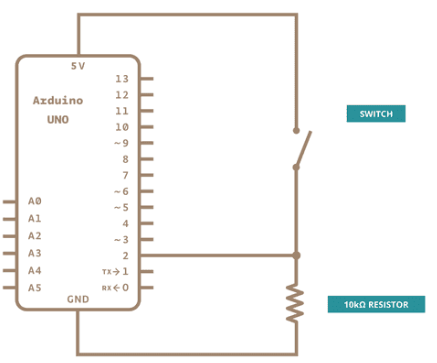 5V
Arduino
UNO
13
12
11
10
~9
8
7
~6
~5
4
~3
2
TX→1
RX←0
A0
A1
A2
A3
A4
A5
GND
SWITCH
10kΩ RESISTOR